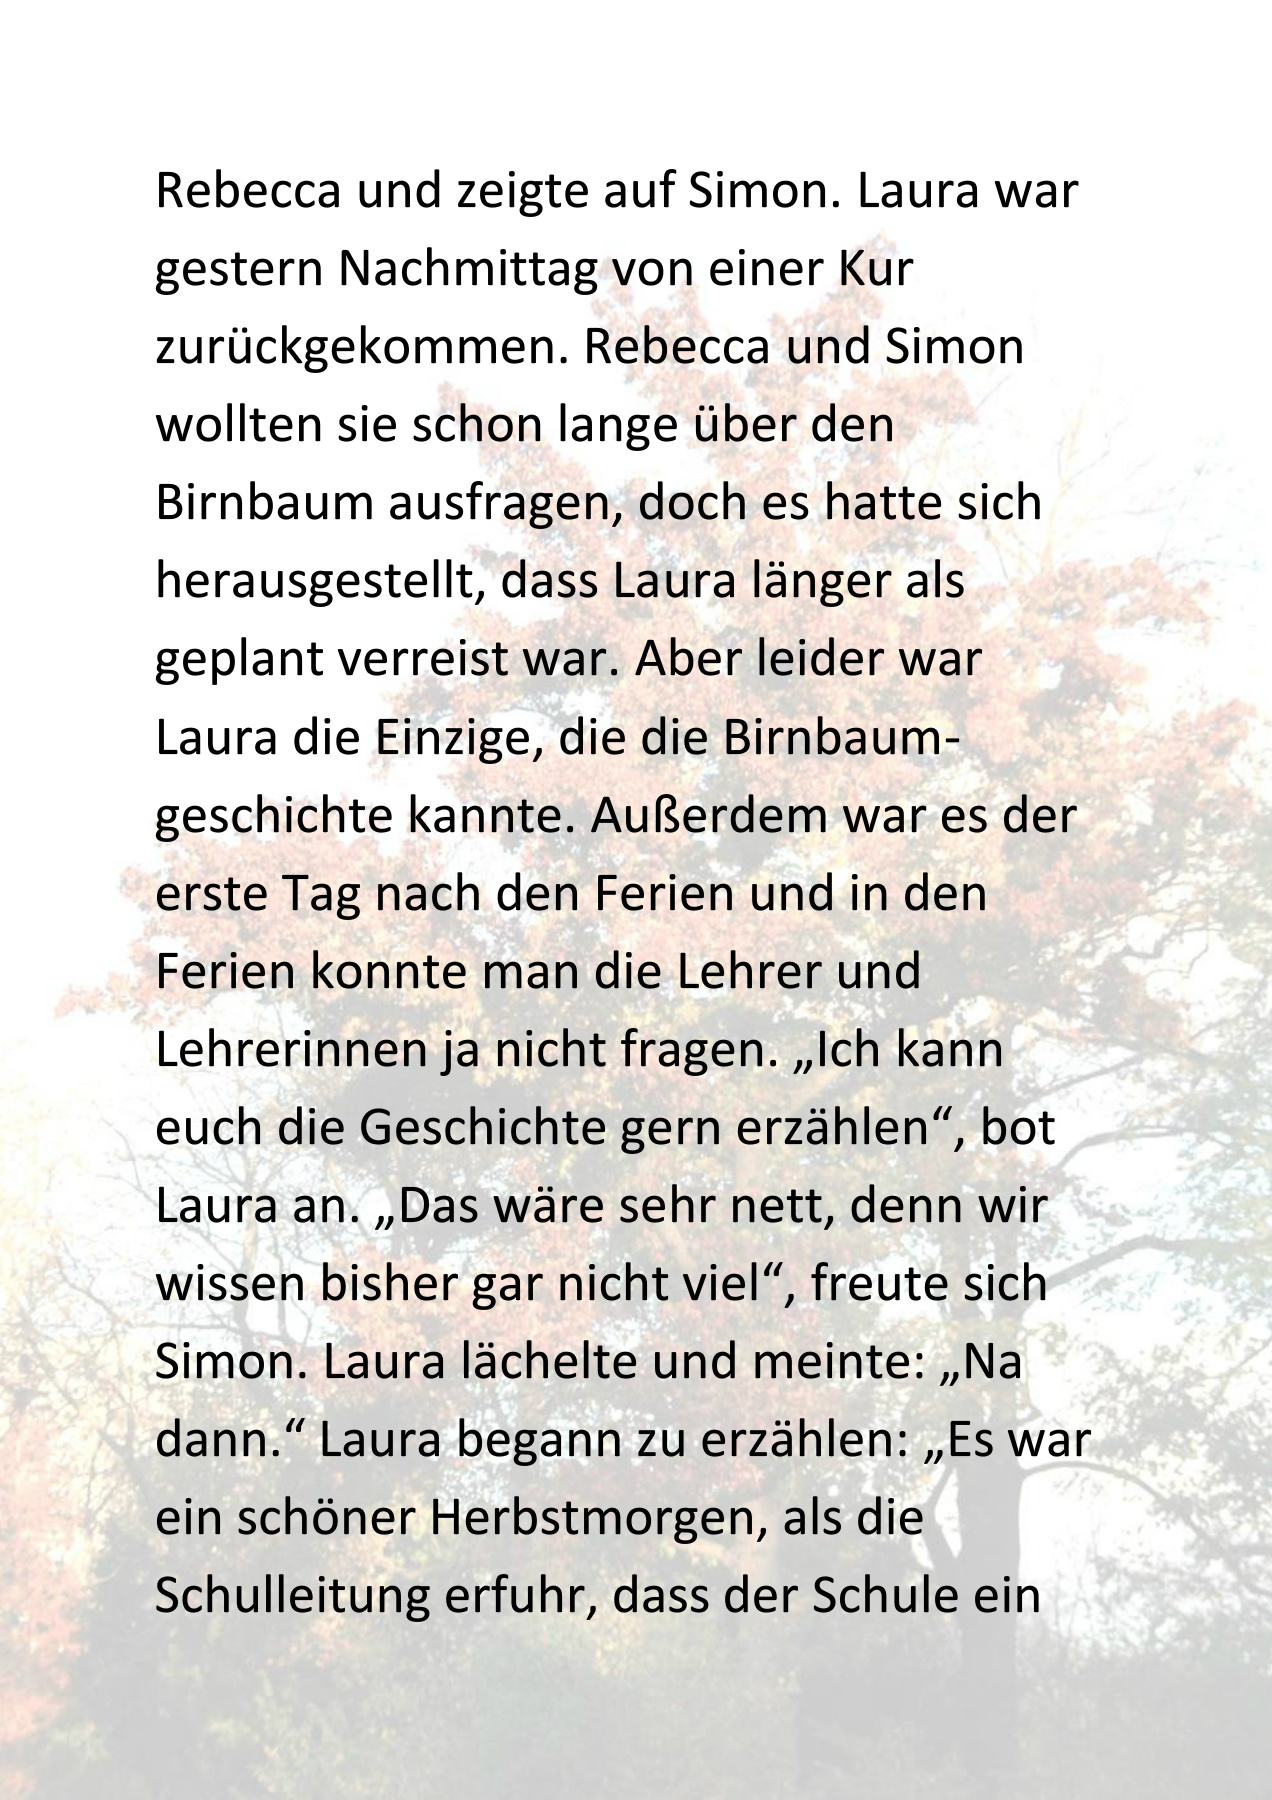 Rebecca und zeigte auf Simon. Laura war
gestern Nachmittag von einer Kur
zurückgekommen. Rebecca und Simon
wollten sie schon lange über den
Birnbaum ausfragen, doch es hatte sich
herausgestellt, dass Laura länger als
geplant verreist war. Aber leider war
Laura die Einzige, die die Birnbaum-
geschichte kannte. Außerdem war es der
erste Tag nach den Ferien und in den
Ferien konnte man die Lehrer und
Lehrerinnen ja nicht fragen. „Ich kann
euch die Geschichte gern erzählen“, bot
Laura an. „Das wäre sehr nett, denn wir
wissen bisher gar nicht viel“, freute sich
Simon. Laura lächelte und meinte: „Na
dann.“ Laura begann zu erzählen: „Es war
ein schöner Herbstmorgen, als die
Schulleitung erfuhr, dass der Schule ein